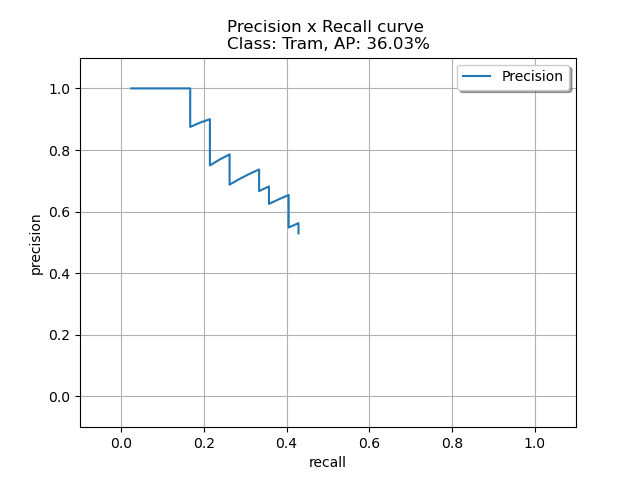 Precision x Recall curve
Class: Tram, AP: 36.03%
Precision
1.0
0.8
0.6
0.4
0.2
0.0
precision
0.0 0.2 0.4 0.6 0.8 1.0
recall